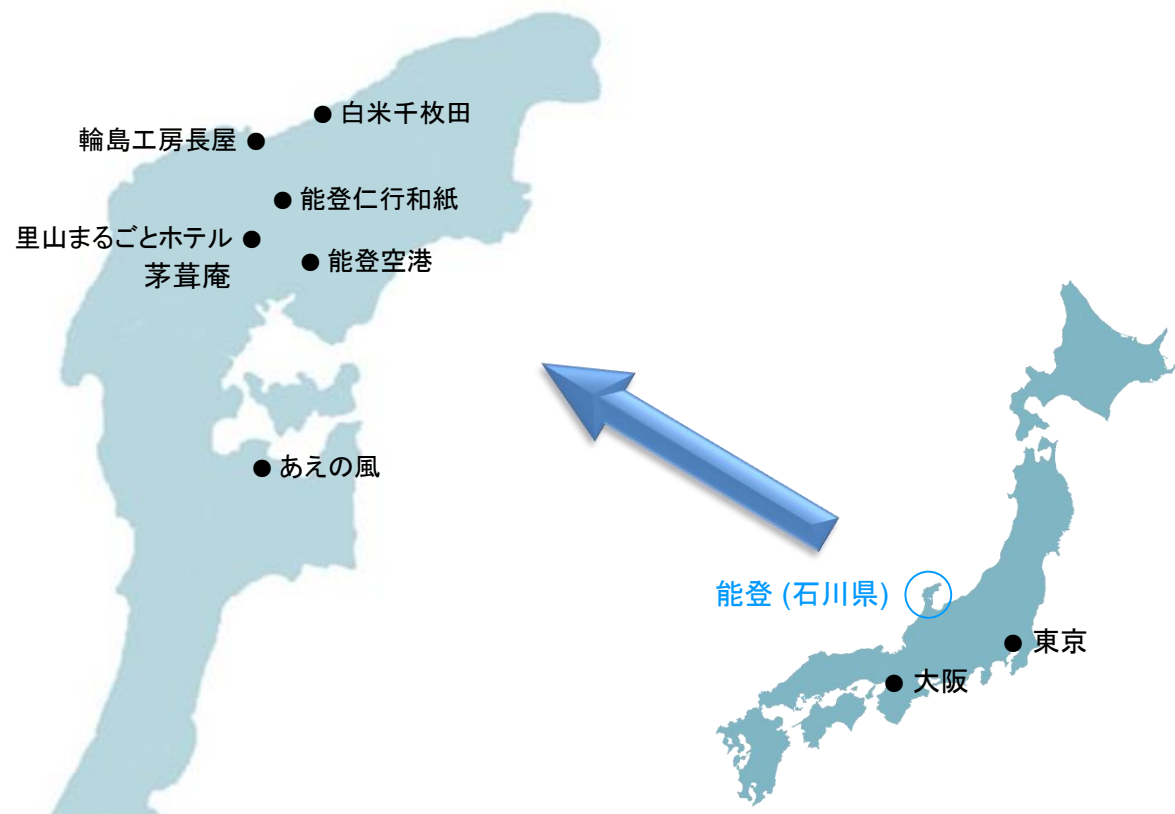 白米千枚田
輪島工房長屋
能登仁行和紙
里山まるごとホテル
茅葺庵
能登空港
あえの風
能登 (石川県)
東京
大阪